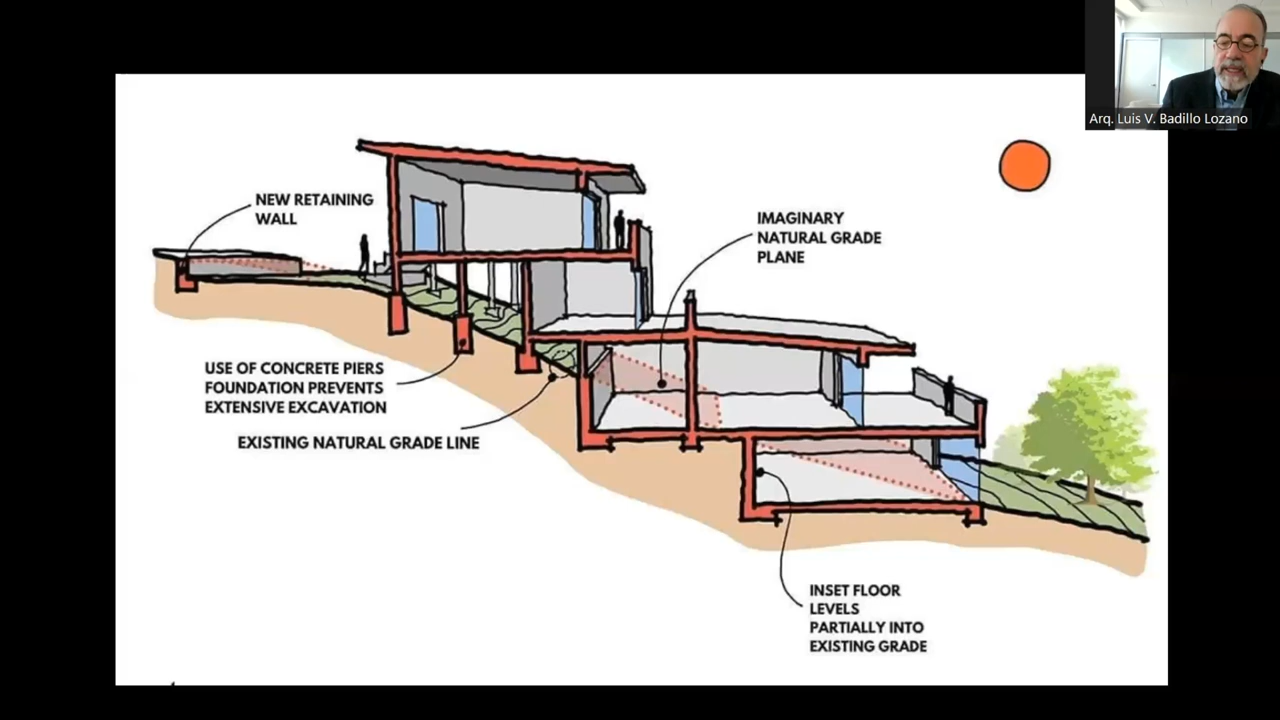 Arq. Luis V. Badillo Lozano
NEW RETAINING
WALL
IMAGINARY
NATURAL GRADE
PLANE
USE OF CONCRETE PIERS
FOUNDATION PREVENTS
EXTENSIVE EXCAVATION
EXISTING NATURAL GRADE LINE
INSET FLOOR
LEVELS
PARTIALLY INTO
EXISTING GRADE